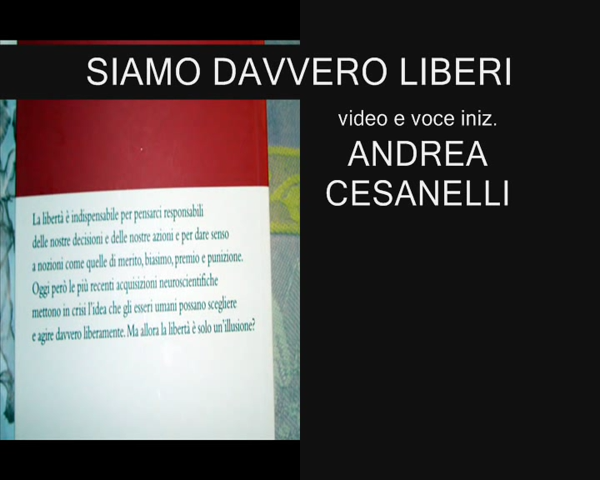 SIAMO DAVVERO LIBERI
video e voce iniz.
ANDREA
CESANELLI
La libertà è indispensabile per pensarci responsabili
delle nostre decisioni e delle nostre azioni e per dare senso
a nozioni come quelle di merito, biasimo, premio e punizione.
Oggi però le più recenti acquisizioni neuroscientifiche
mettono in crisi l'idea che gli esseri umani possano scegliere
e agire davvero liberamente. Ma allora la libertà è solo un'illusione?